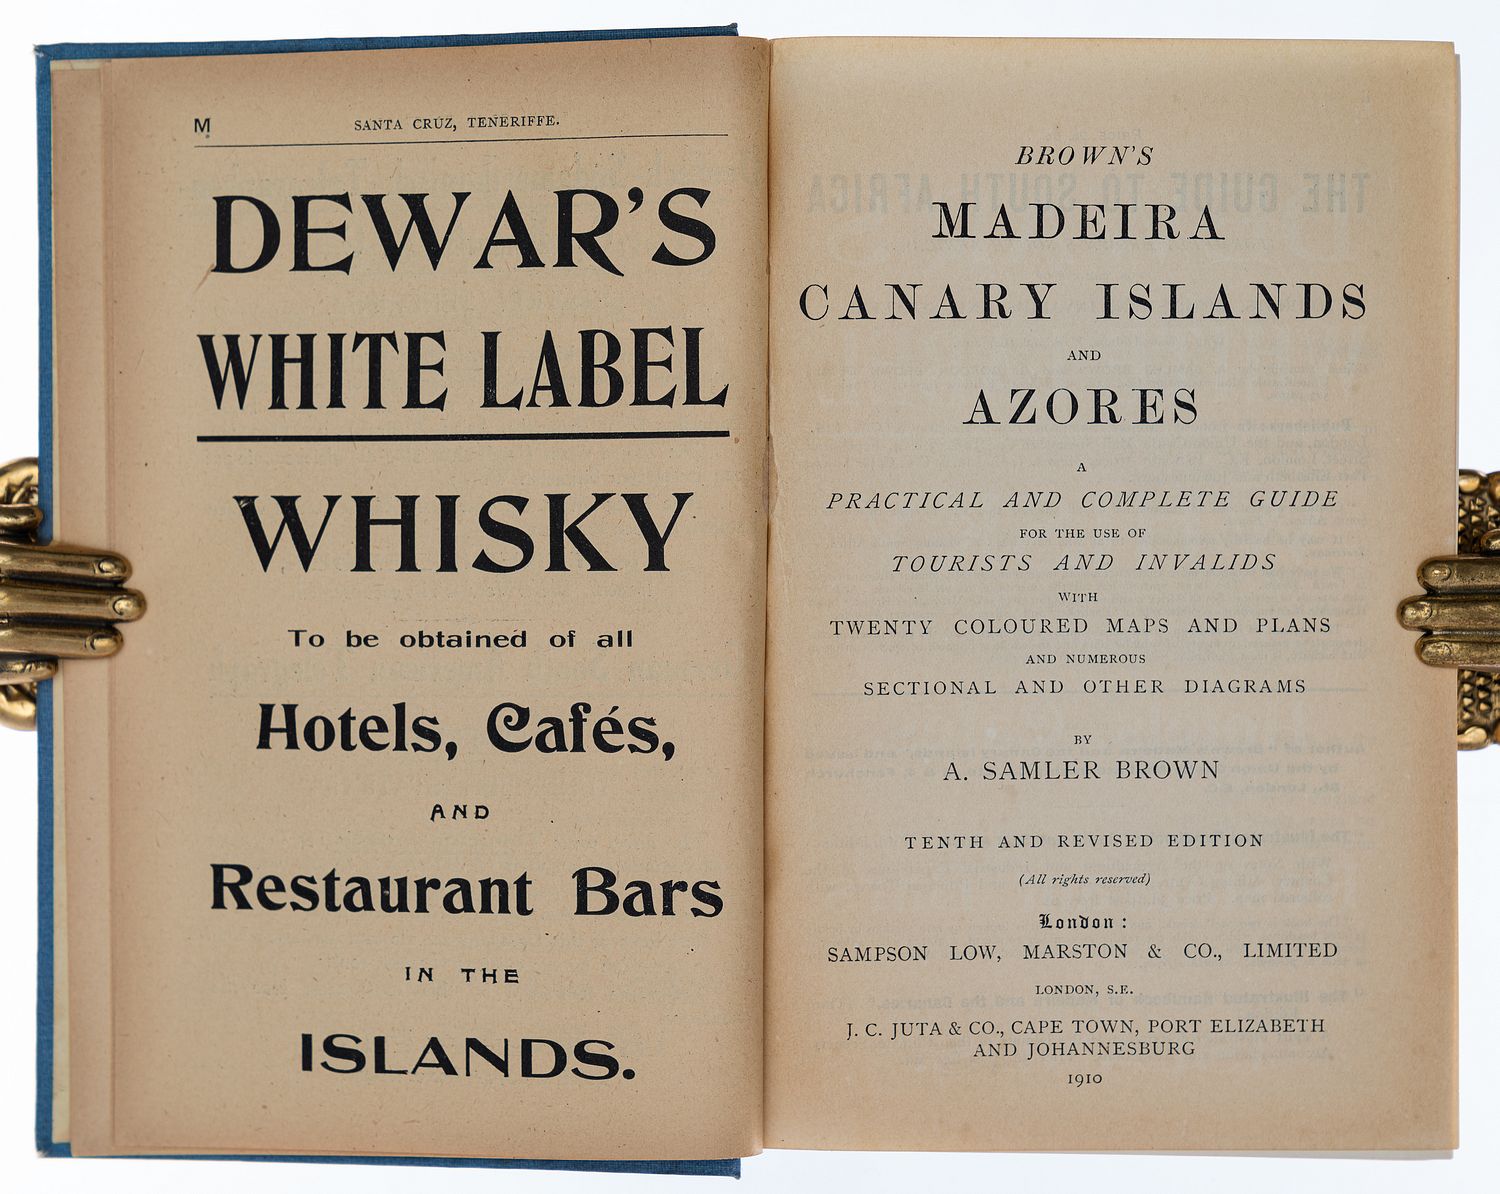 M
SANTA CRUZ, TENERIFFE.
DEWAR'S
WHITE LABEL
WHISKY
To be obtained of all
Hotels, Cafés,
AND
Restaurant Bars
IN THE
ISLANDS.
BROWN'S
MADEIRA
CANARY ISLANDS
AND
AZORES
A
PRACTICAL AND COMPLETE GUIDE
FOR THE USE OF
TOURISTS AND INVALIDS
WITH
TWENTY COLOURED MAPS AND PLANS
AND NUMEROUS
SECTIONAL AND OTHER DIAGRAMS
BY
A. SAMLER BROWN
TENTH AND REVISED EDITION
(All rights reserved)
London :
SAMPSON LOW, MARSTON & CO., LIMITED
LONDON, S.E.
J. C. JUTA & CO., CAPE TOWN, PORT ELIZABETH
AND JOHANNESBURG
1910